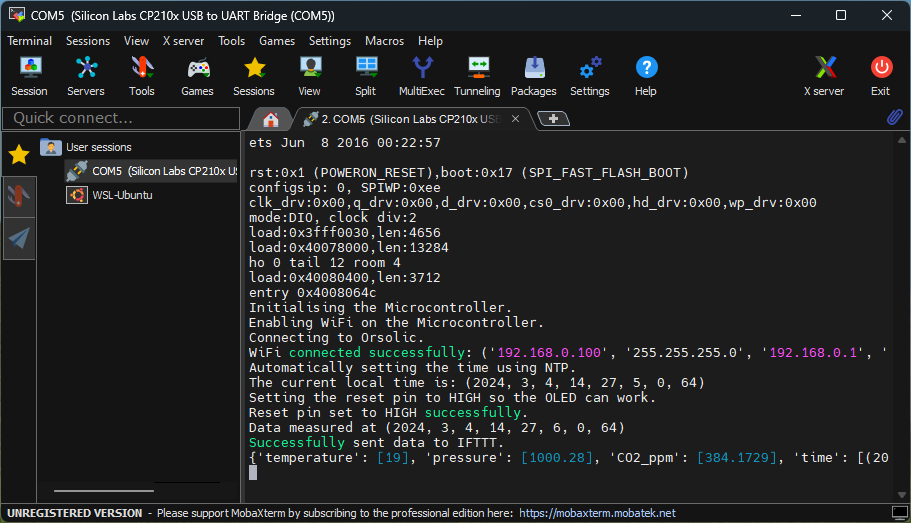 COM5 (Silicon Labs CP210x USB to UART Bridge (COM5))
Terminal Sessions View X server Tools Games Settings Macros Help
Session Servers Tools Games Sessions View Split MultiExec Tunneling Packages Settings Help X server Exit
Quick connect...
2. COM5 (Silicon Labs CP210x USB
User sessions
COM5 (Silicon Labs CP210x US
WSL-Ubuntu
ets Jun  8 2016 00:22:57
rst:0x1 (POWERON_RESET),boot:0x17 (SPI_FAST_FLASH_BOOT)
configsip: 0, SPIWP:0xee
clk_drv:0x00,q_drv:0x00,d_drv:0x00,cs0_drv:0x00,hd_drv:0x00,wp_drv:0x00
mode:DIO, clock div:2
load:0x3fff0030,len:4656
load:0x40078000,len:13284
ho 0 tail 12 room 4
load:0x40080400,len:3712
entry 0x4008064c
Initialising the Microcontroller.
Enabling WiFi on the Microcontroller.
Connecting to Orsolic.
WiFi connected successfully: ('192.168.0.100', '255.255.255.0', '192.168.0.1', '
Automatically setting the time using NTP.
The current local time is: (2024, 3, 4, 14, 27, 5, 0, 64)
Setting the reset pin to HIGH so the OLED can work.
Reset pin set to HIGH successfully.
Data measured at (2024, 3, 4, 14, 27, 6, 0, 64)
Successfully sent data to IFTTT.
{'temperature': [19], 'pressure': [1000.28], 'CO2_ppm': [384.1729], 'time': [(20
UNREGISTERED VERSION - Please support MobaXterm by subscribing to the professional edition here: https://mobaxterm.mobatek.net